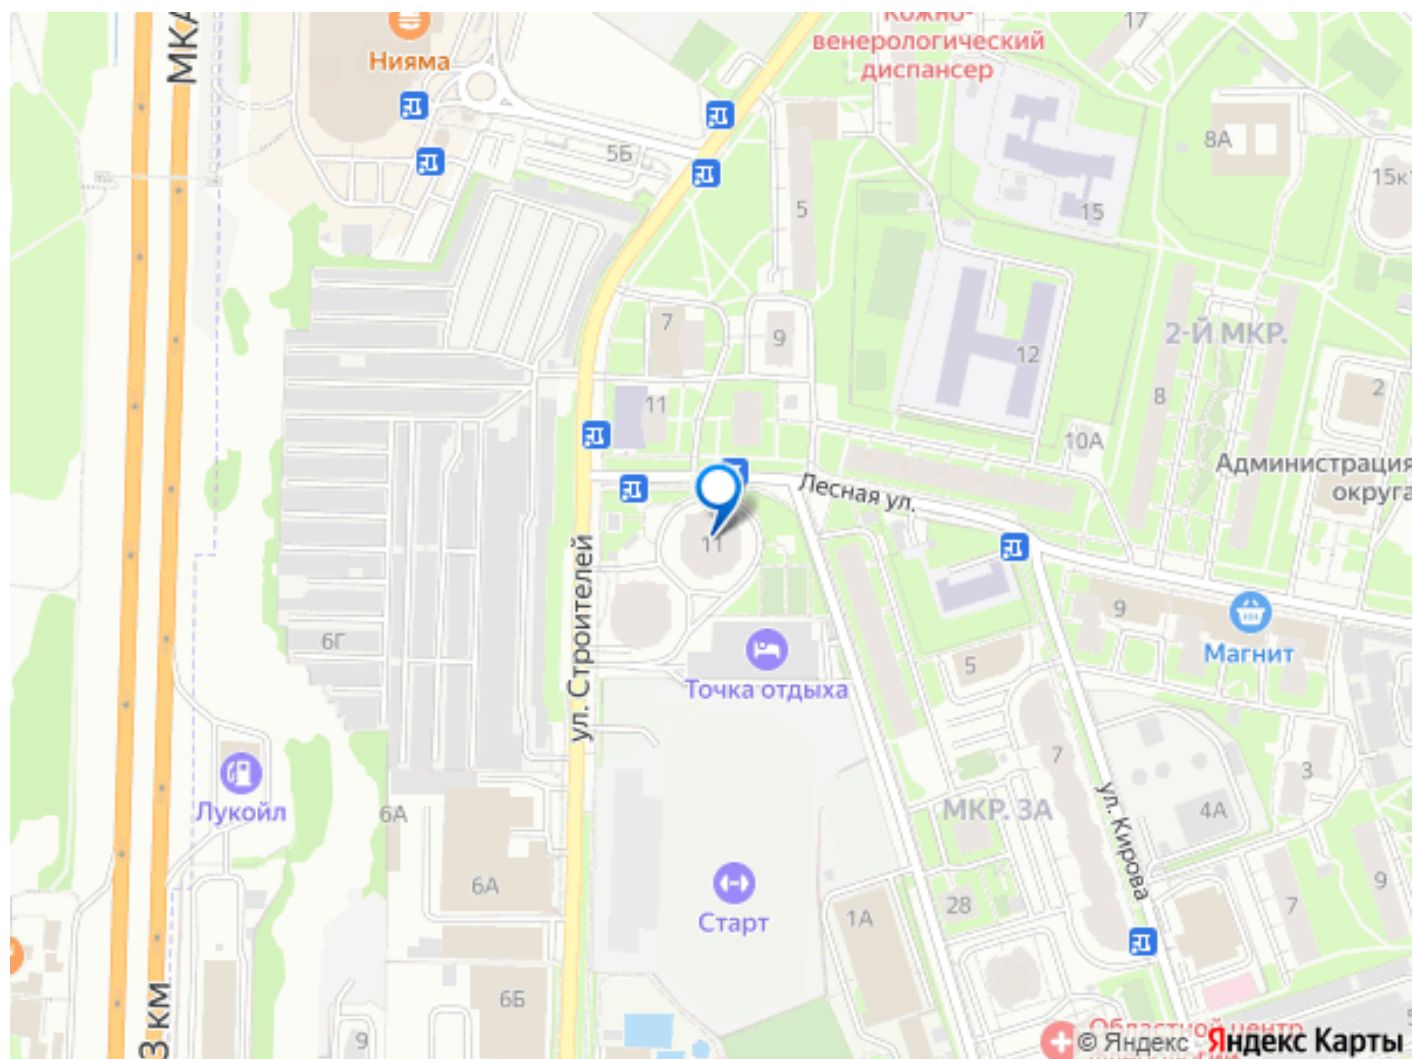 МКА
Нияма
Кожно-
венерологический
диспансер
17
8А
15к1
5Б
5
15
7
9
12
2-Й МКР.
2
8
11
10А
Администрация
округа
Лесная ул.
11
ул. Строителей
9
Магнит
6Г
5
Точка отдыха
7
3
Лукойл
6А
МКР. 3А
ул. Кирова
4А
6А
Старт
1А
28
7
9
6Б
3 км
9
Областной центр
© Яндекс
Яндекс Карты